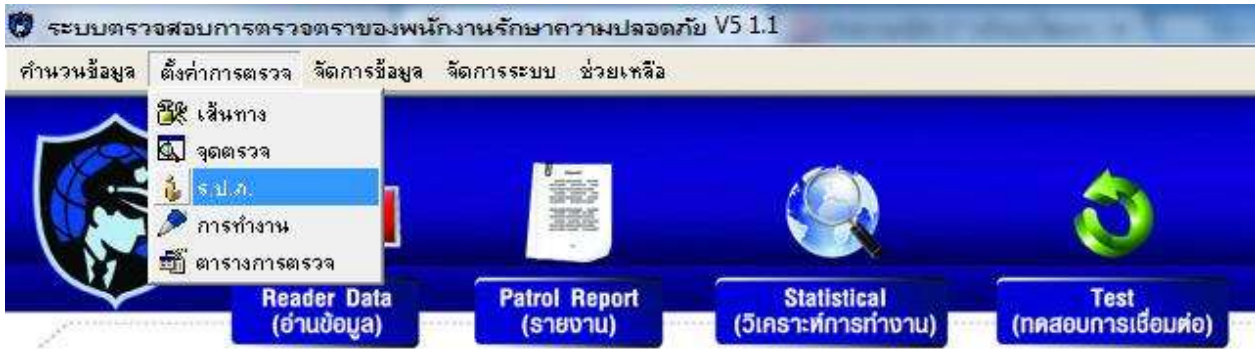 ระบบตรวจสอบการตรวจตราของพนักงานรักษาความปลอดภัย V5 1.1
คำนวนข้อมูล ตั้งค่าการตรวจ จัดการข้อมูล จัดการระบบ ช่วยเหลือ
เส้นทาง
จุดตรวจ
ร.ป.ภ.
การทำงาน
ตารางการตรวจ
Reader Data
(อ่านข้อมูล)
Patrol Report
(รายงาน)
Statistical
(วิเคราะห์การทำงาน)
Test
(ทดสอบการเชื่อมต่อ)